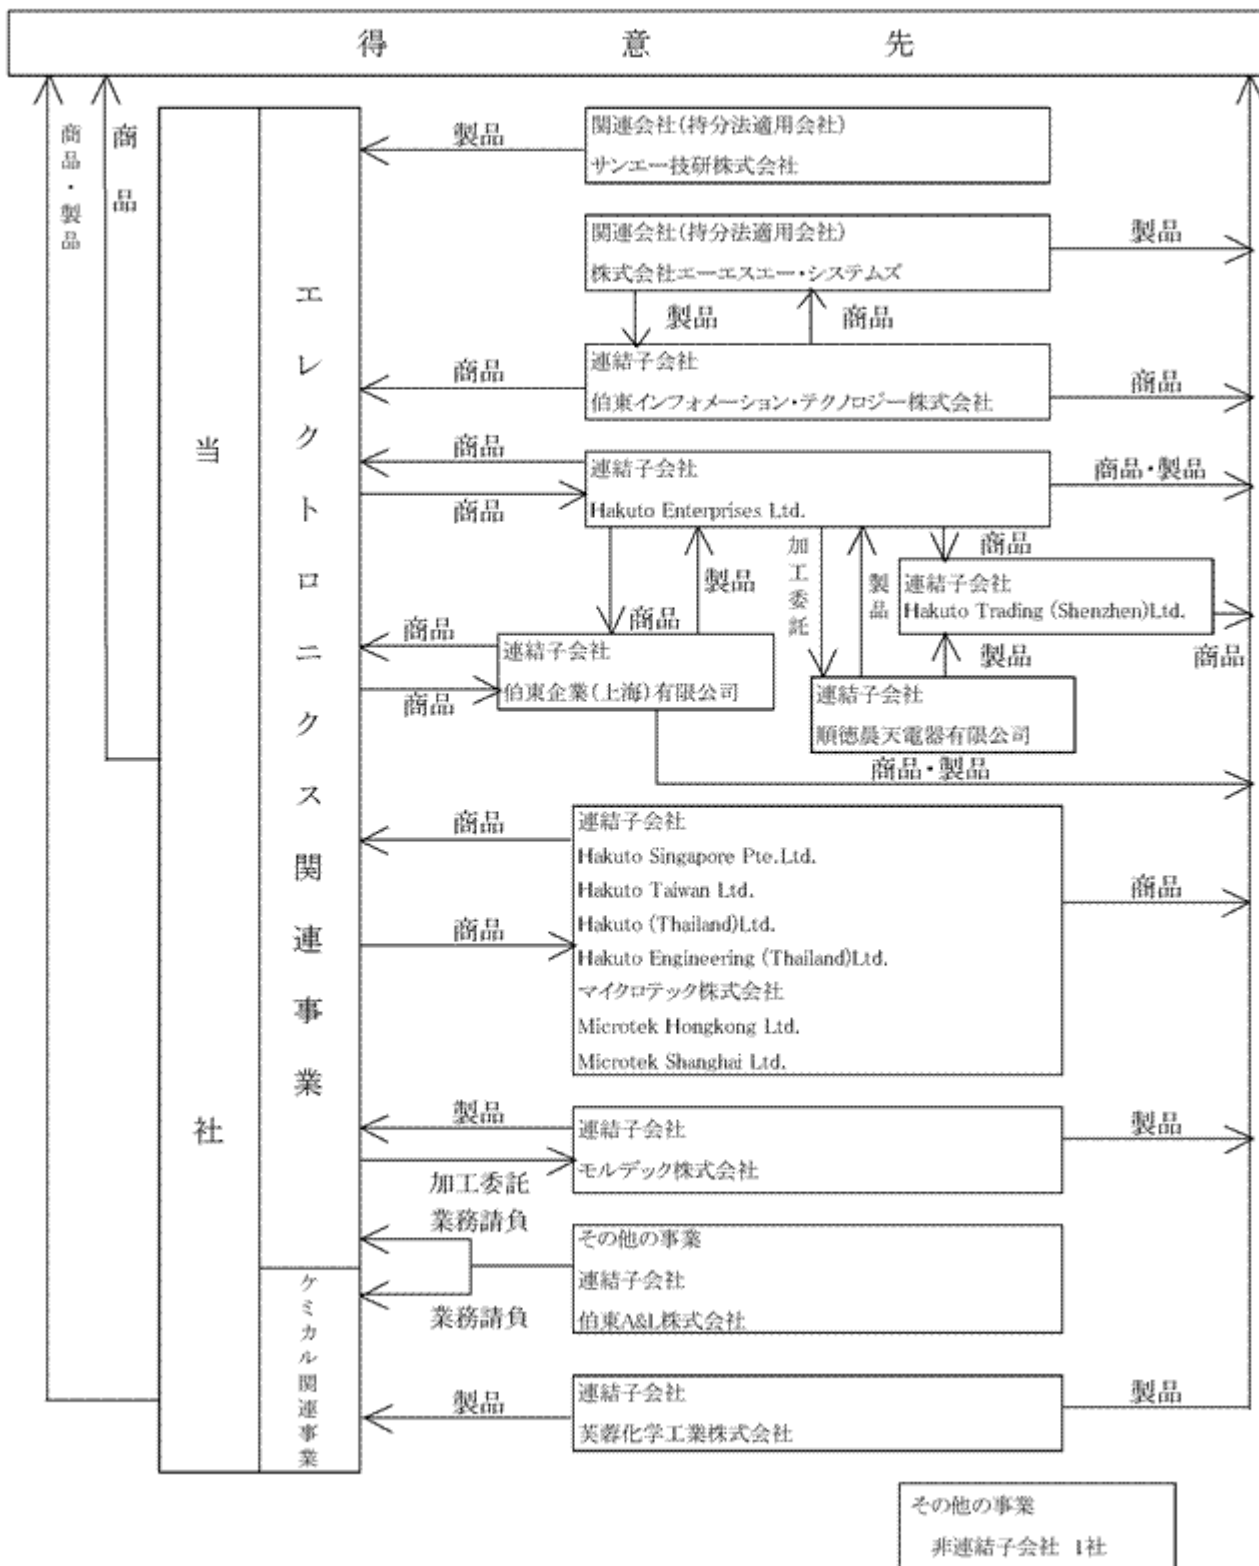 得意先
商品・製品
商品
当社
エレクトロニクス関連事業
ケミカル関連事業
製品
関連会社(持分法適用会社)
サンエー技研株式会社
関連会社(持分法適用会社)
株式会社エーエスエー・システムズ
製品
製品
商品
商品
連結子会社
伯東インフォメーション・テクノロジー株式会社
商品
商品
商品
連結子会社
Hakuto Enterprises Ltd.
商品・製品
商品
製品
加工委託
製品
商品
連結子会社
Hakuto Trading (Shenzhen)Ltd.
商品
製品
商品
商品
連結子会社
伯東企業(上海)有限公司
連結子会社
順徳晨天電器有限公司
商品・製品
商品
商品
連結子会社
Hakuto Singapore Pte.Ltd.
Hakuto Taiwan Ltd.
Hakuto (Thailand)Ltd.
Hakuto Engineering (Thailand)Ltd.
マイクロテック株式会社
Microtek Hongkong Ltd.
Microtek Shanghai Ltd.
商品
製品
加工委託
連結子会社
モルデック株式会社
製品
業務請負
業務請負
その他の事業
連結子会社
伯東A&L株式会社
製品
連結子会社
芙蓉化学工業株式会社
製品
その他の事業
非連結子会社 1社